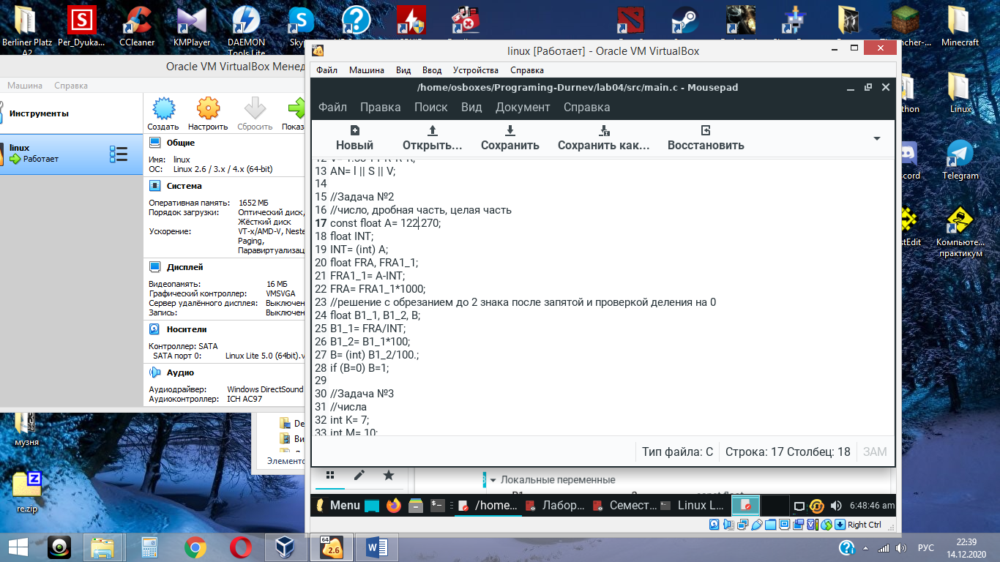 Berliner Platz A2
Per_Dyuka...
CCleaner
KMPlayer
DAEMON Tools Lite
Minecraft
Linux
Telegram
Компьюте... практикум
музня
re.zip
Oracle VM VirtualBox
Машина Справка
Инструменты
linux
Работает
Создать Настроить Сбросить
Общие
Имя: linux
ОС: Linux 2.6 / 3.x / 4.x (64-bit)
Система
Оперативная память: 1652 МБ
Порядок загрузки: Оптический диск,
Жёсткий диск
Ускорение: VT-x/AMD-V,
Paging,
Дисплей
Видеопамять: 16 МБ
Графический контроллер: VMSVGA
Сервер удалённого дисплея:
Запись:
Носители
Контроллер: SATA
SATA порт 0: Linux Lite 5.0 (64bit).v
Аудио
Аудиодрайвер: Windows DirectSound
Аудиоконтроллер: ICH AC97
linux [Работает] - Oracle VM VirtualBox
Файл Машина Вид Ввод Устройства Справка
/home/osboxes/Programing-Durnev/lab04/src/main.c - Mousepad
Файл Правка Поиск Вид Документ Справка
Новый Открыть... Сохранить Сохранить как... Восстановить
13 AN= l || S || V;
14
15 //Задача №2
16 //число, дробная часть, целая часть
17 const float A= 122.270;
18 float INT;
19 INT= (int) A;
20 float FRA, FRA1_1;
21 FRA1_1= A-INT;
22 FRA= FRA1_1*1000;
23 //решение с обрезанием до 2 знака после запятой и проверкой деления на 0
24 float B1_1, B1_2, B;
25 B1_1= FRA/INT;
26 B1_2= B1_1*100;
27 B= (int) B1_2/100.;
28 if (B=0) B=1;
29
30 //Задача №3
31 //числа
32 int K= 7;
33 int M= 10;
Тип файла: C Строка: 17 Столбец: 18 ЗАМ
Локальные переменные
Menu /home... Лабор... Семест... Linux L... 6:48:46 am
Right Ctrl
64
2.6
РУС
22:39
14.12.2020